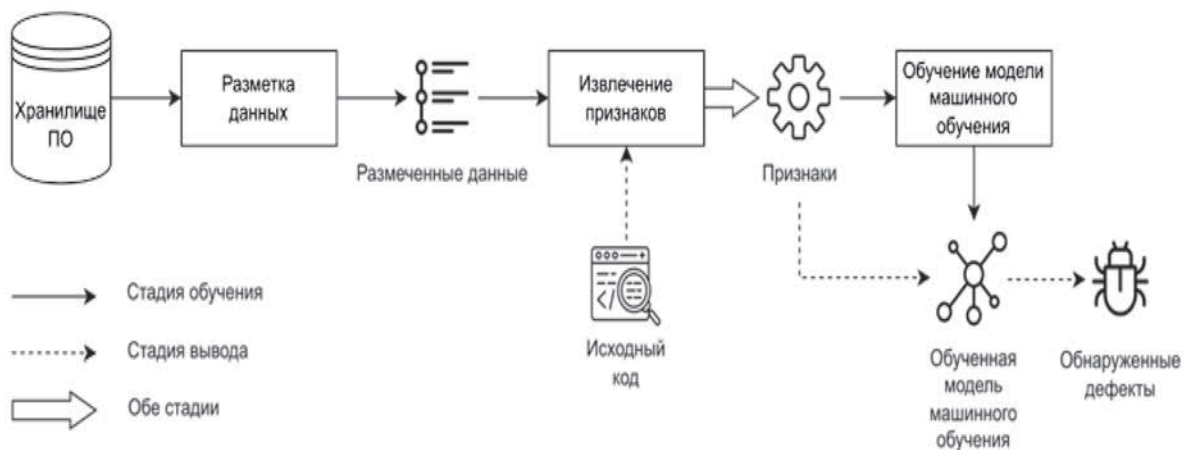 Хранилище
ПО
Разметка
данных
Размеченные данные
Извлечение
признаков
Признаки
Обучение модели
машинного
обучения
Исходный
код
Обученная
модель
машинного
обучения
Обнаруженные
дефекты
Стадия обучения
Стадия вывода
Обе стадии